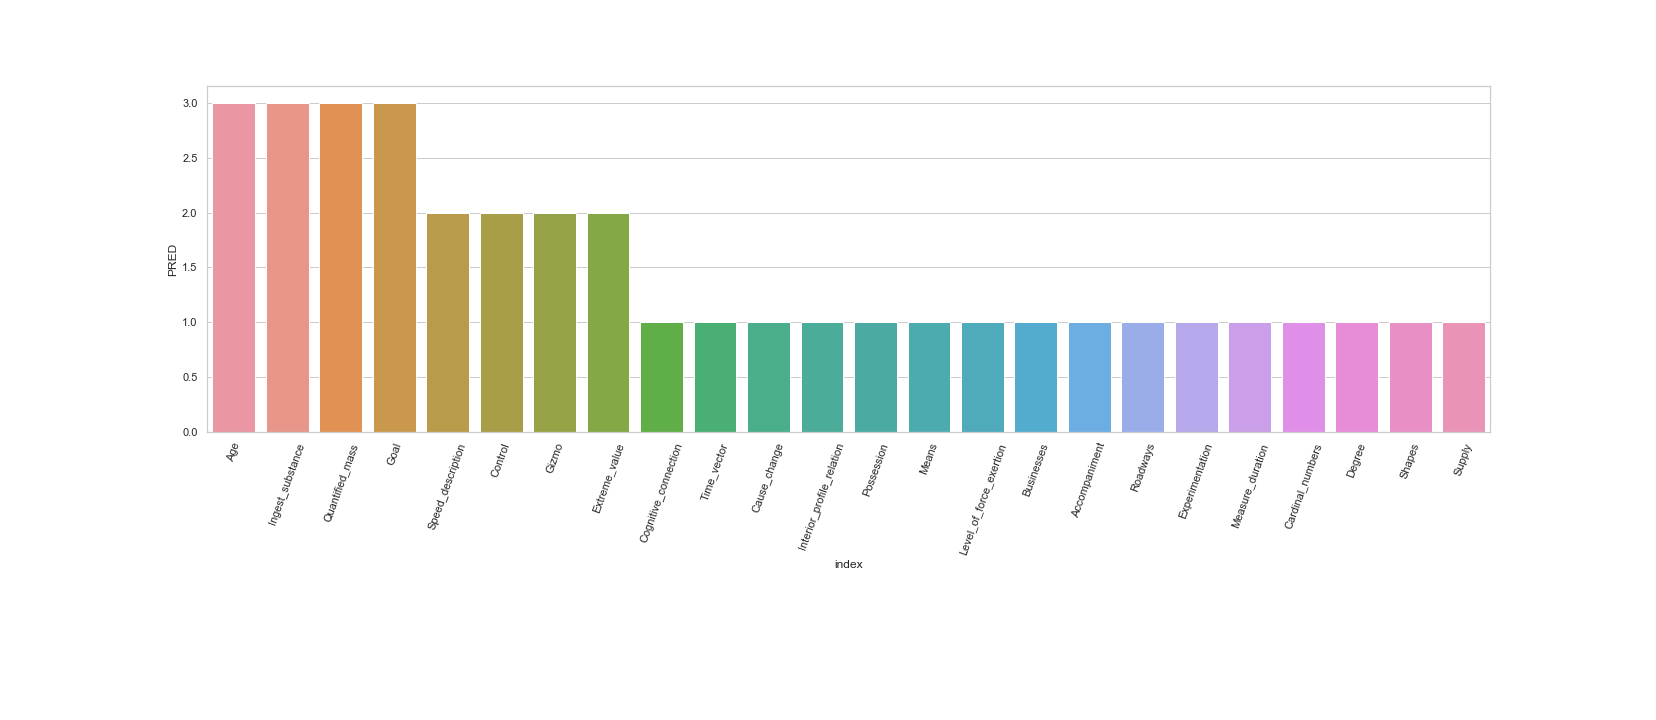 3.0
2.5
2.0
1.5
1.0
0.5
0.0
PRED
Age
Ingest_substance
Quantified_mass
Goal
Speed_description
Control
Gizmo
Extreme_value
Cognitive_connection
Time_vector
Cause_change
Interior_profile_relation
Possession
Means
Level_of_force_exertion
Businesses
Accompaniment
Roadways
Experimentation
Measure_duration
Cardinal_numbers
Degree
Shapes
Supply
index